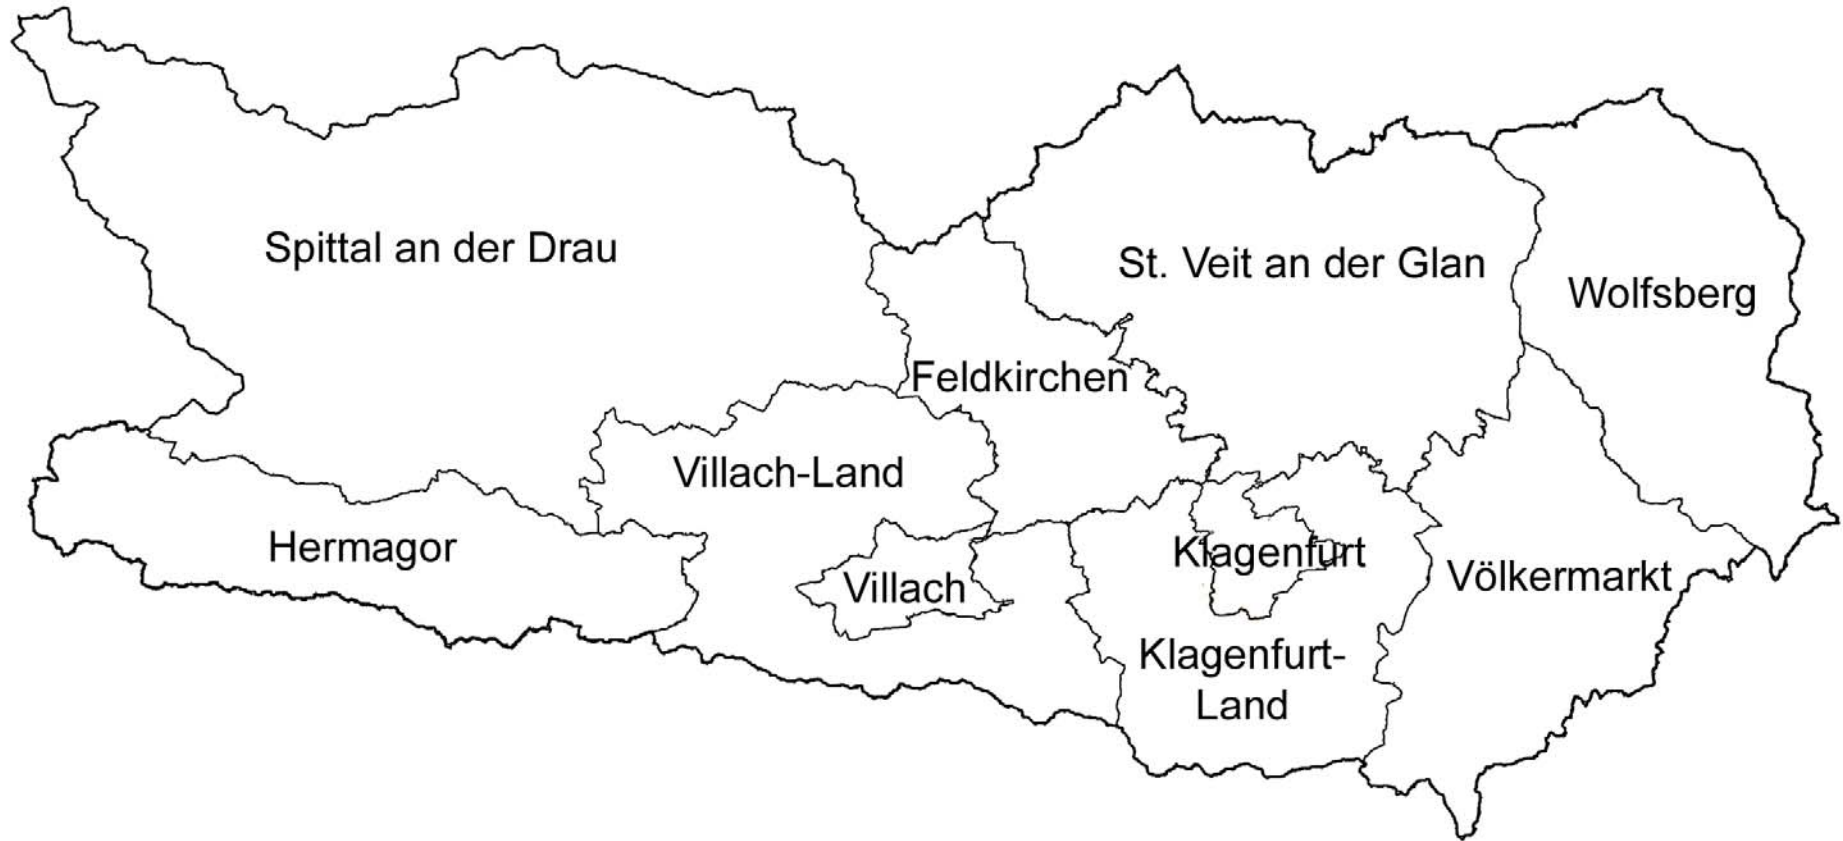 Spittal an der Drau
St. Veit an der Glan
Wolfsberg
Feldkirchen
Villach-Land
Hermagor
Klagenfurt
Villach
Völkermarkt
Klagenfurt-
Land